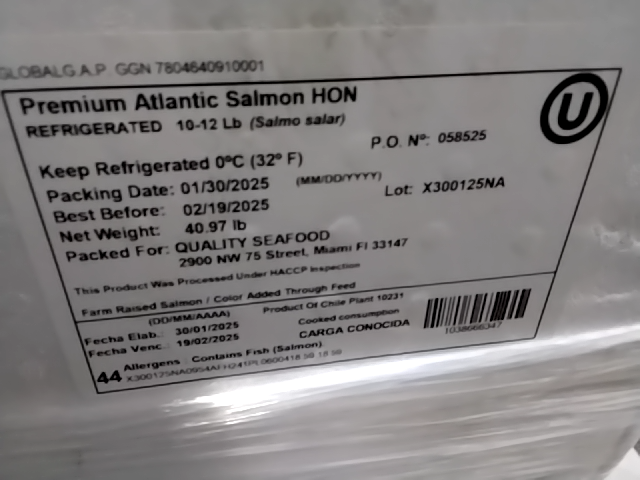 GLOBALG.A.P GGN 7804640910001
Premium Atlantic Salmon HON
REFRIGERATED 10-12 Lb (Salmo salar)
U
P.O. Nº: 058525
Keep Refrigerated 0ºC (32º F)
Packing Date: 01/30/2025 (MM/DD/YYYY)
Lot: X300125NA
Best Before: 02/19/2025
Net Weight: 40.97 lb
Packed For: QUALITY SEAFOOD
2900 NW 75 Street, Miami Fl 33147
This Product Was Processed Under HACCP Inspection
Farm Raised Salmon / Color Added Through Feed
(DD/MM/AAAA) Product Of Chile Plant 10231
Fecha Elab.: 30/01/2025 Cooked consumption
Fecha Venc.: 19/02/2025 CARGA CONOCIDA
1038666347
44 Allergens : Contains Fish (Salmon)